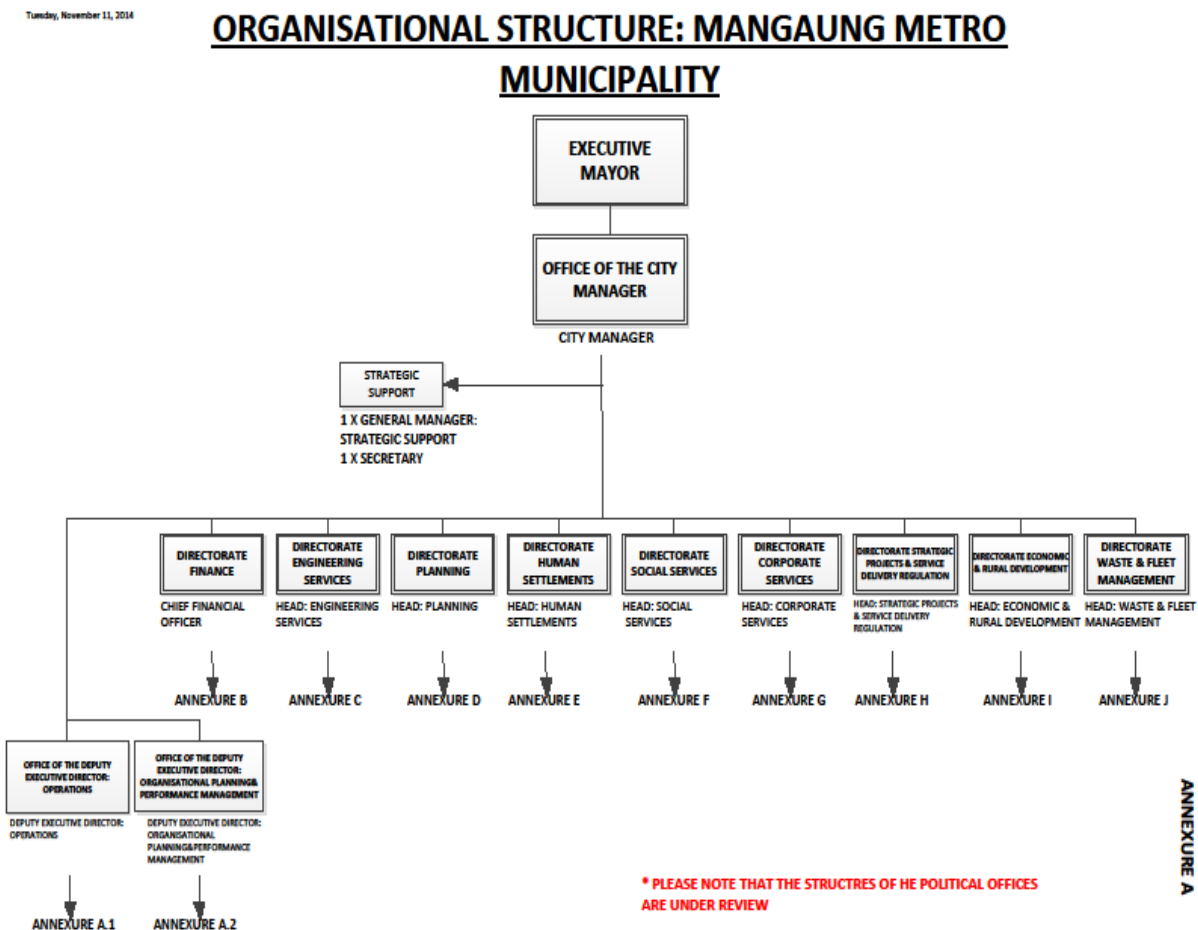 Tuesday, November 11, 2014
ORGANISATIONAL STRUCTURE: MANGAUNG METRO
MUNICIPALITY
EXECUTIVE
MAYOR
OFFICE OF THE CITY
MANAGER
CITY MANAGER
STRATEGIC
SUPPORT
1 X GENERAL MANAGER:
STRATEGIC SUPPORT
1 X SECRETARY
DIRECTORATE
FINANCE
CHIEF FINANCIAL
OFFICER
ANNEXURE B
DIRECTORATE
ENGINEERING
SERVICES
HEAD: ENGINEERING
SERVICES
ANNEXURE C
DIRECTORATE
PLANNING
HEAD: PLANNING
ANNEXURE D
DIRECTORATE
HUMAN
SETTLEMENTS
HEAD: HUMAN
SETTLEMENTS
ANNEXURE E
DIRECTORATE
SOCIAL SERVICES
HEAD: SOCIAL
SERVICES
ANNEXURE F
DIRECTORATE
CORPORATE
SERVICES
HEAD: CORPORATE
SERVICES
ANNEXURE G
DIRECTORATE STRATEGIC
PROJECTS & SERVICE
DELIVERY REGULATION
HEAD: STRATEGIC PROJECTS
& SERVICE DELIVERY
REGULATION
ANNEXURE H
DIRECTORATE ECONOMIC
& RURAL DEVELOPMENT
HEAD: ECONOMIC &
RURAL DEVELOPMENT
ANNEXURE I
DIRECTORATE
WASTE & FLEET
MANAGEMENT
HEAD: WASTE & FLEET
MANAGEMENT
ANNEXURE J
OFFICE OF THE DEPUTY
EXECUTIVE DIRECTOR:
OPERATIONS
DEPUTY EXECUTIVE DIRECTOR:
OPERATIONS
ANNEXURE A.1
OFFICE OF THE DEPUTY
EXECUTIVE DIRECTOR:
ORGANISATIONAL PLANNING&
PERFORMANCE MANAGEMENT
DEPUTY EXECUTIVE DIRECTOR:
ORGANISATIONAL
PLANNING&PERFORMANCE
MANAGEMENT
ANNEXURE A.2
* PLEASE NOTE THAT THE STRUCTRES OF HE POLITICAL OFFICES
ARE UNDER REVIEW
ANNEXURE A